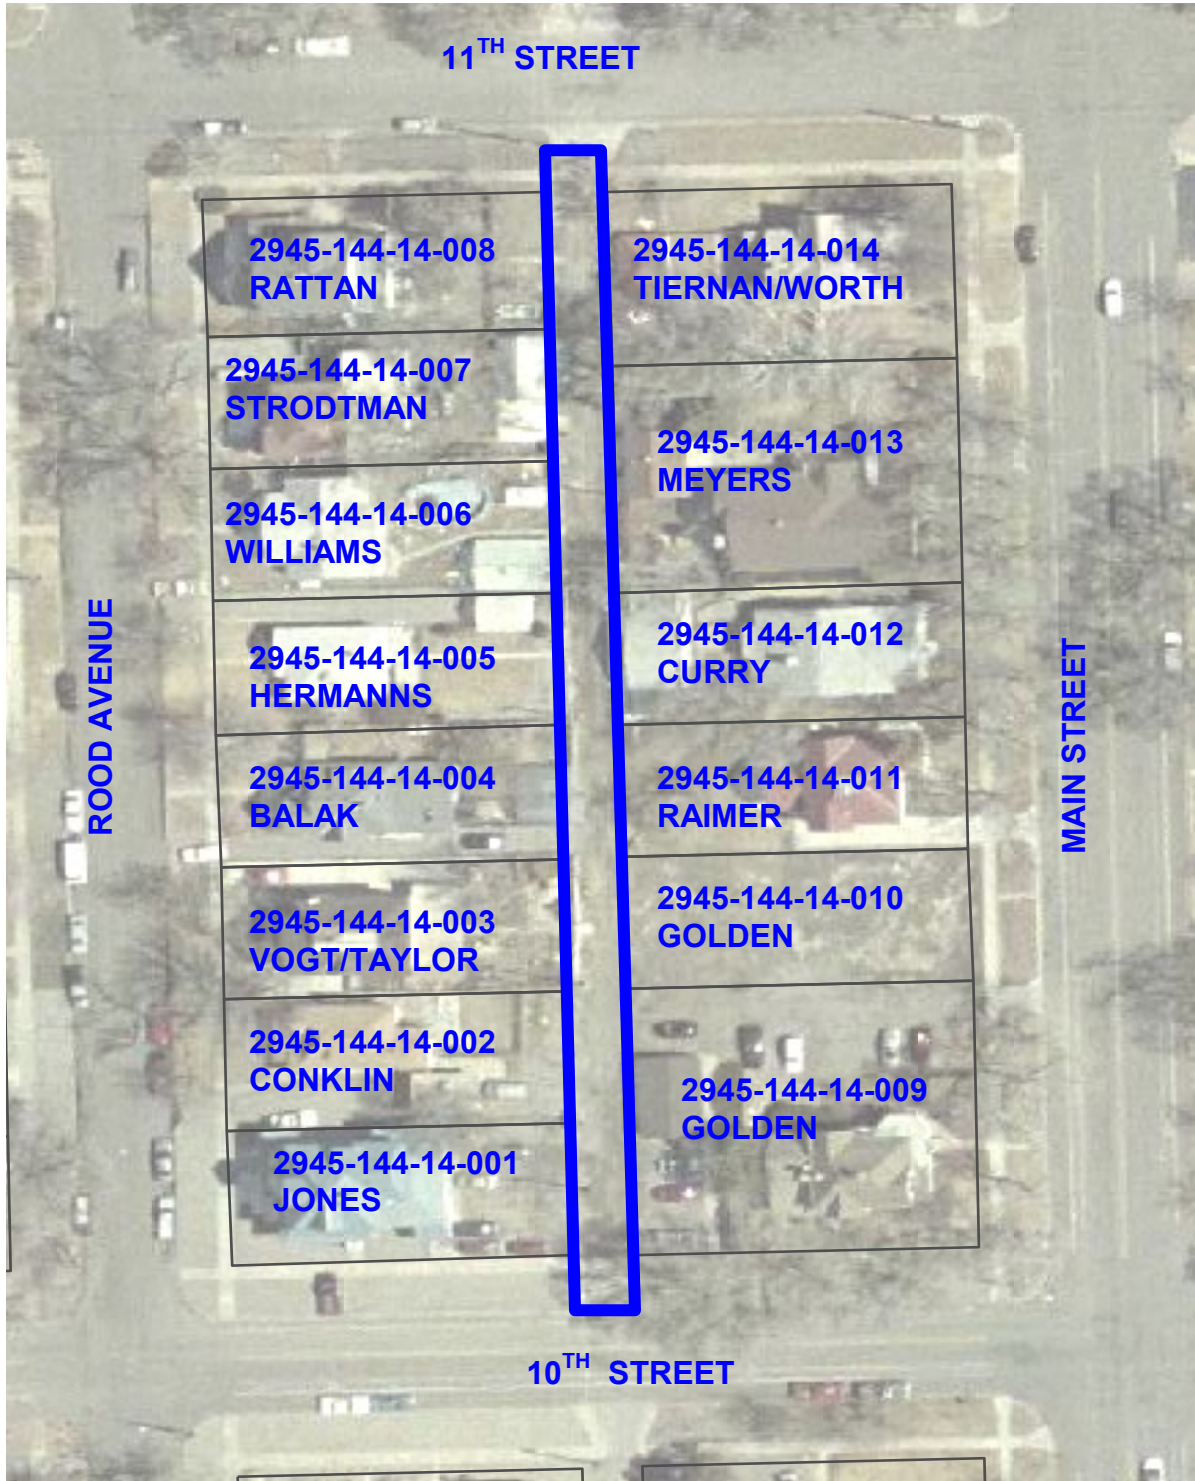 11TH STREET
2945-144-14-008
RATTAN
2945-144-14-014
TIERNAN/WORTH
2945-144-14-007
STRODTMAN
2945-144-14-013
MEYERS
2945-144-14-006
WILLIAMS
ROOD AVENUE
2945-144-14-005
HERMANNS
2945-144-14-012
CURRY
MAIN STREET
2945-144-14-004
BALAK
2945-144-14-011
RAIMER
2945-144-14-003
VOGT/TAYLOR
2945-144-14-010
GOLDEN
2945-144-14-002
CONKLIN
2945-144-14-009
GOLDEN
2945-144-14-001
JONES
10TH STREET